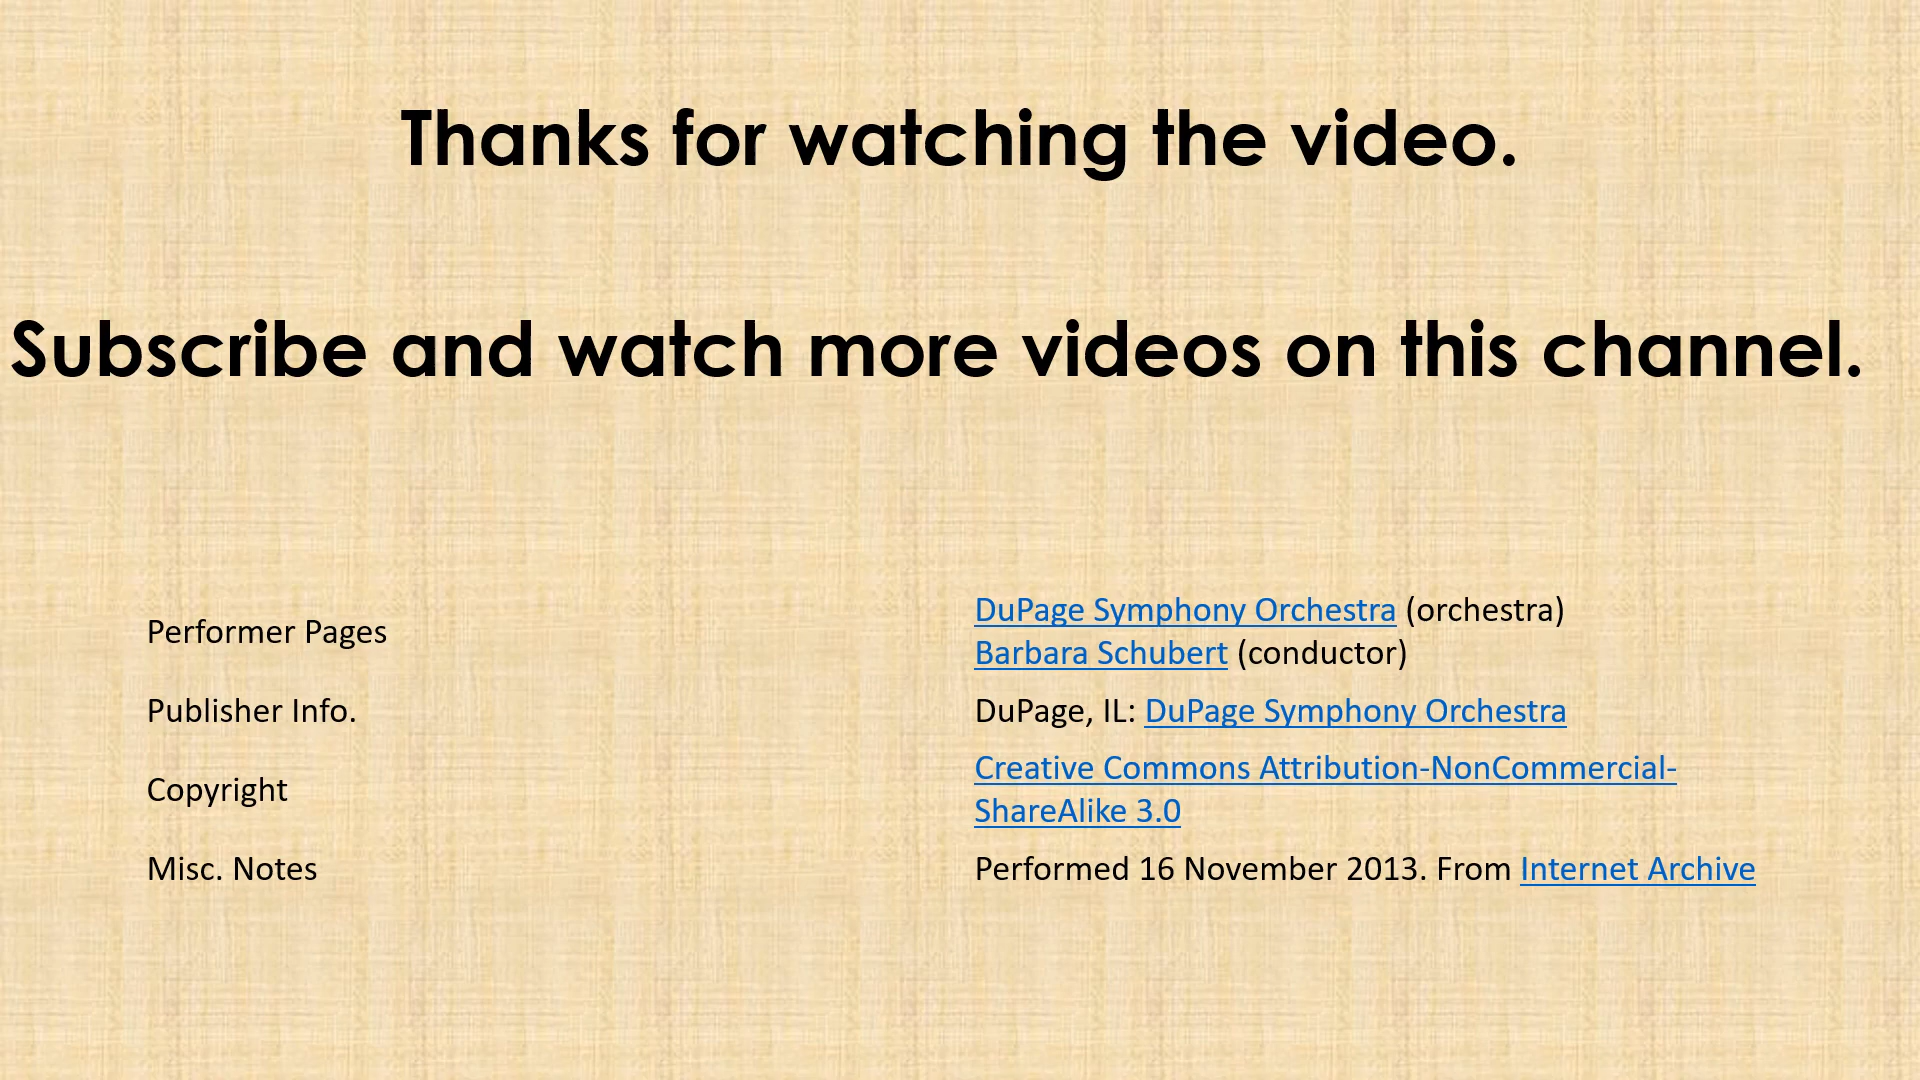 Thanks for watching the video.
Subscribe and watch more videos on this channel.
Performer Pages
DuPage Symphony Orchestra (orchestra)
Barbara Schubert (conductor)
Publisher Info.
DuPage, IL: DuPage Symphony Orchestra
Copyright
Creative Commons Attribution-NonCommercial-
ShareAlike 3.0
Misc. Notes
Performed 16 November 2013. From Internet Archive